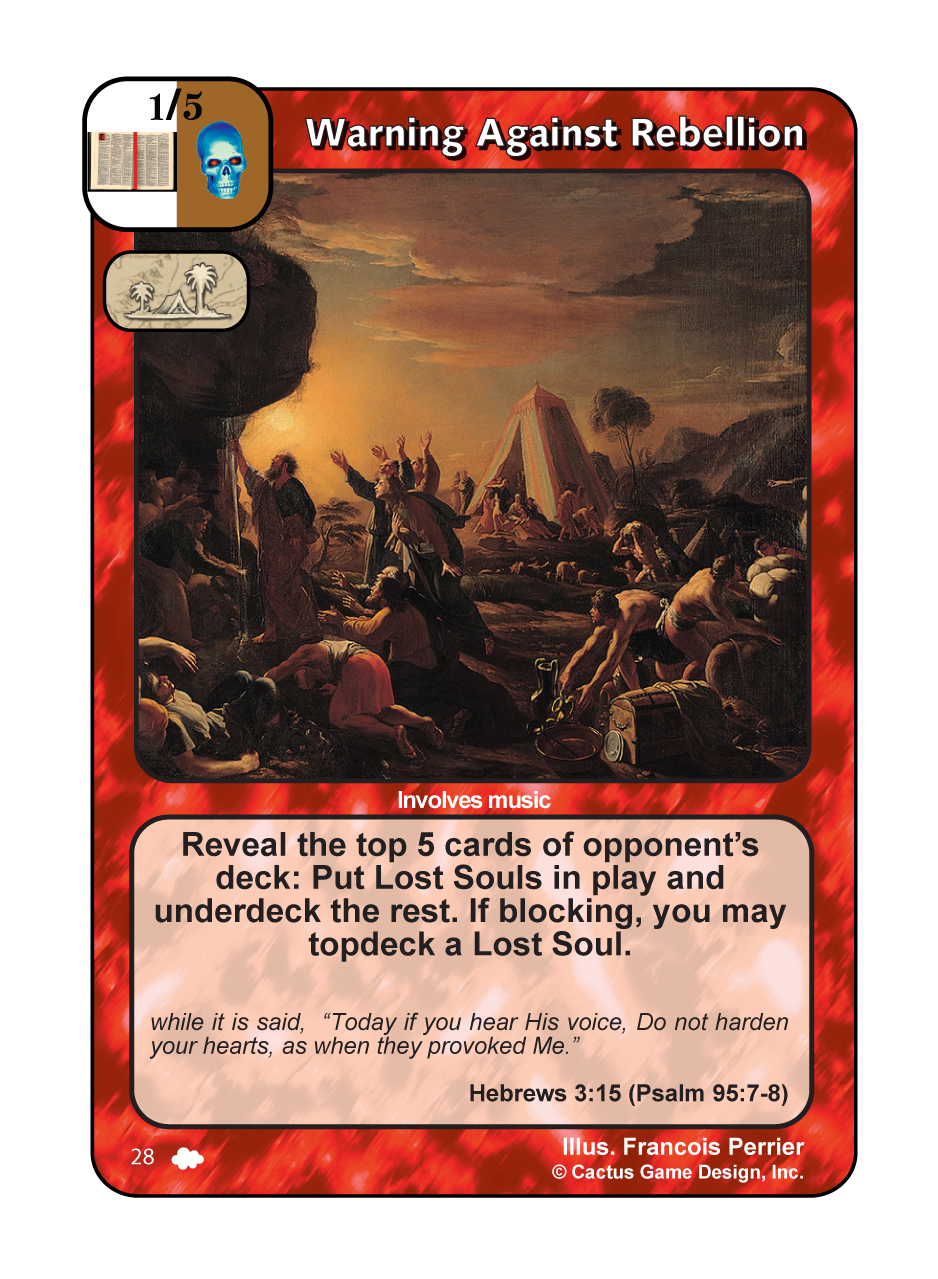 1/5
Warning Against Rebellion
Involves music
Reveal the top 5 cards of opponent's
deck: Put Lost Souls in play and
underdeck the rest. If blocking, you may
topdeck a Lost Soul.
while it is said,  “Today if you hear His voice, Do not harden
your hearts, as when they provoked Me.”
Hebrews 3:15 (Psalm 95:7-8)
28
Illus. Francois Perrier
© Cactus Game Design, Inc.